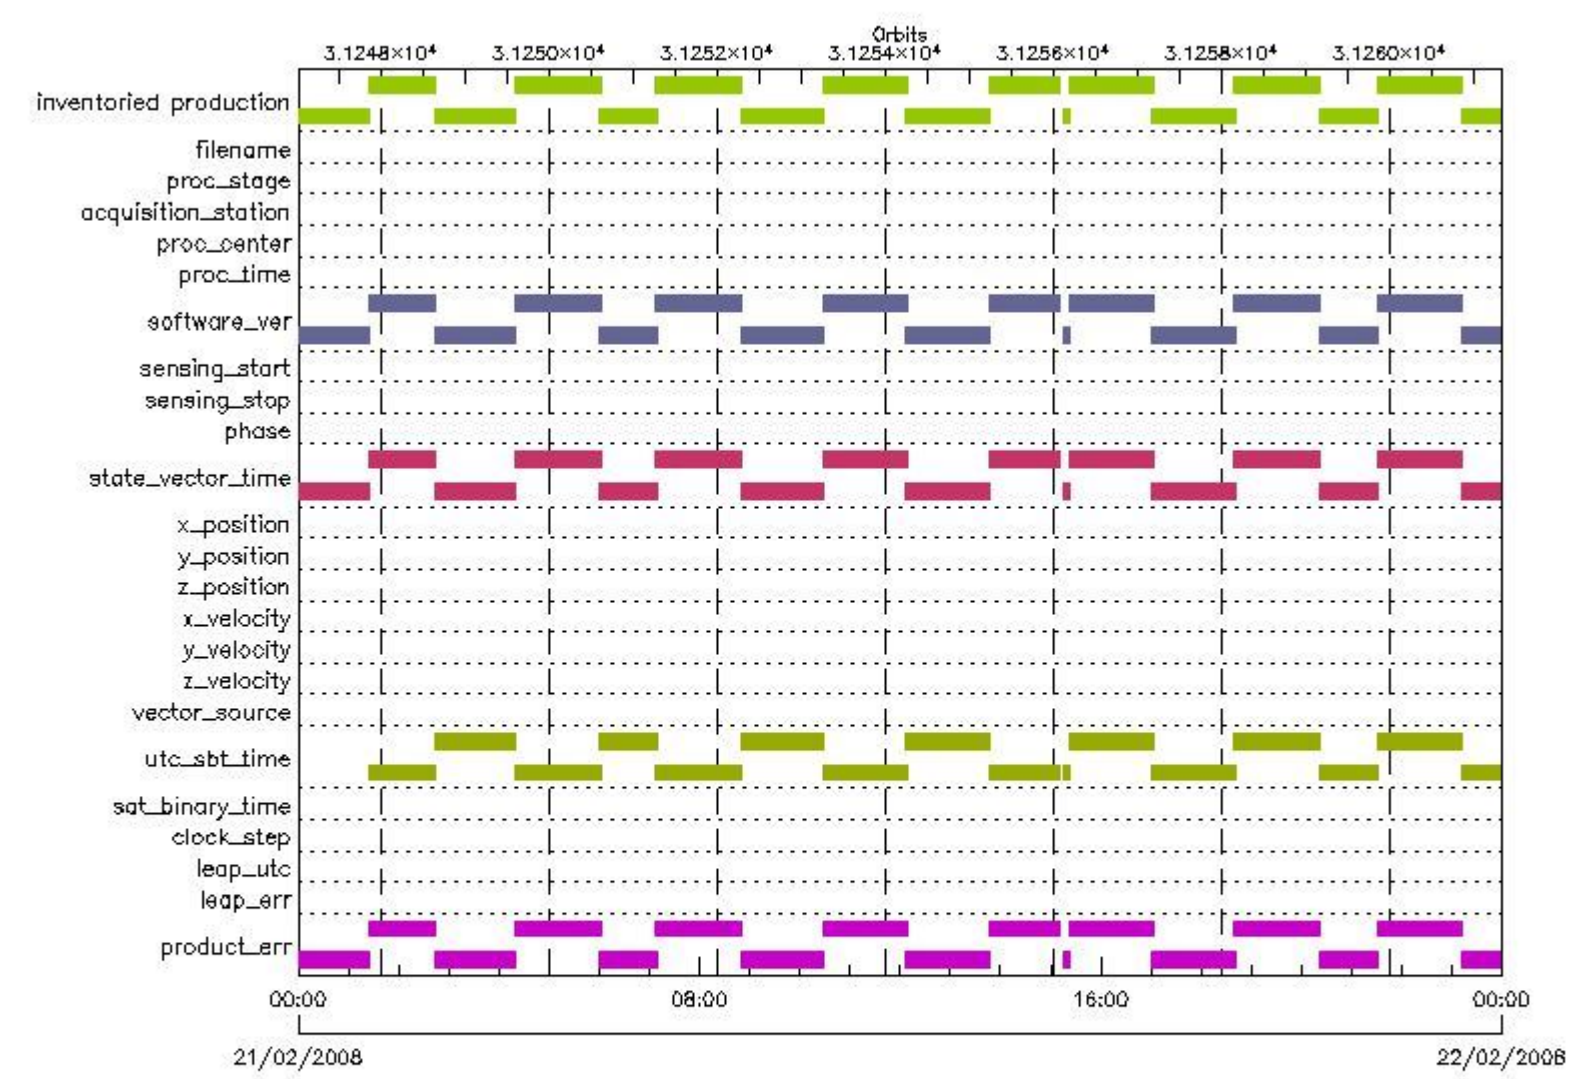 Orbits
3.1248×10⁴ 3.1250×10⁴ 3.1252×10⁴ 3.1254×10⁴ 3.1256×10⁴ 3.1258×10⁴ 3.1260×10⁴
inventoried production
filename
proc_stage
acquisition_station
proc_center
proc_time
software_ver
sensing_start
sensing_stop
phase
state_vector_time
x_position
y_position
z_position
x_velocity
y_velocity
z_velocity
vector_source
utc_sbt_time
sat_binary_time
clock_step
leap_utc
leap_err
product_err
00:00 08:00 16:00 00:00
21/02/2008 22/02/2008